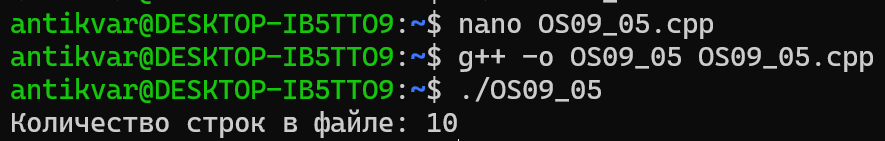 antikvar@DESKTOP-IB5TTO9:~$ nano OS09_05.cpp
antikvar@DESKTOP-IB5TTO9:~$ g++ -o OS09_05 OS09_05.cpp
antikvar@DESKTOP-IB5TTO9:~$ ./OS09_05
Количество строк в файле: 10